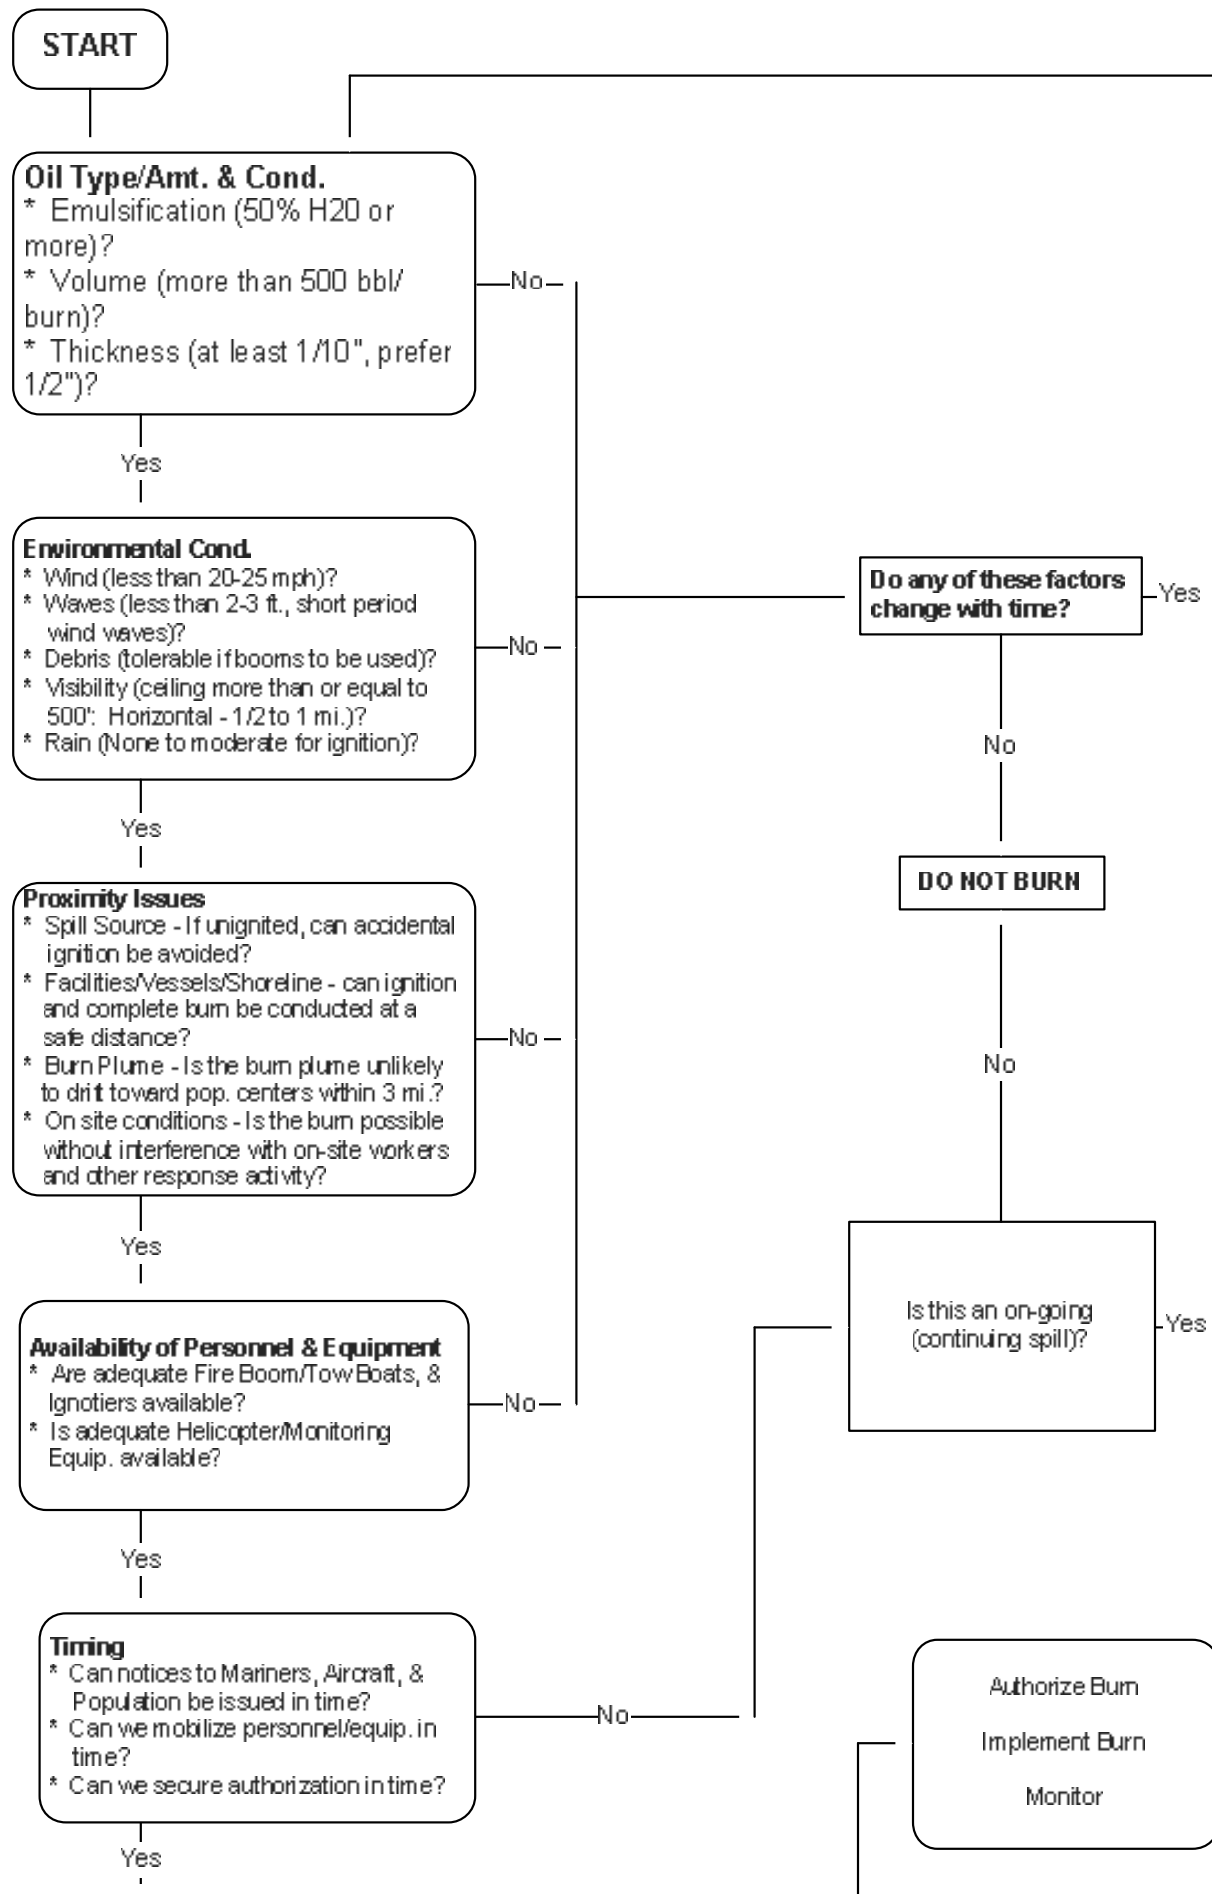 START
Oil Type/Amt. & Cond.
* Emulsification (50% H20 or
more)?
* Volume (more than 500 bbl/
burn)?
* Thickness (at least 1/10", prefer
1/2")?
No
Yes
Environmental Cond.
* Wind (less than 20-25 mph)?
* Waves (less than 2-3 ft., short period
wind waves)?
* Debris (tolerable if booms to be used)?
* Visibility (ceiling more than or equal to
500': Horizontal - 1/2 to 1 mi.)?
* Rain (None to moderate for ignition)?
No
Do any of these factors
change with time?
Yes
No
Yes
DO NOT BURN
Proximity Issues
* Spill Source - If unignited, can accidental
ignition be avoided?
* Facilities/Vessels/Shoreline - can ignition
and complete burn be conducted at a
safe distance?
* Burn Plume - Is the burn plume unlikely
to drift toward pop. centers within 3 mi.?
* On site conditions - Is the burn possible
without interference with on-site workers
and other response activity?
No
No
Yes
Is this an on-going
(continuing spill)?
Yes
Availability of Personnel & Equipment
* Are adequate Fire Boom/Tow Boats, &
Ignotiers available?
* Is adequate Helicopter/Monitoring
Equip. available?
No
Yes
Timing
* Can notices to Mariners, Aircraft, &
Population be issued in time?
* Can we mobilize personnel/equip. in
time?
* Can we secure authorization in time?
No
Yes
Authorize Burn
Implement Burn
Monitor